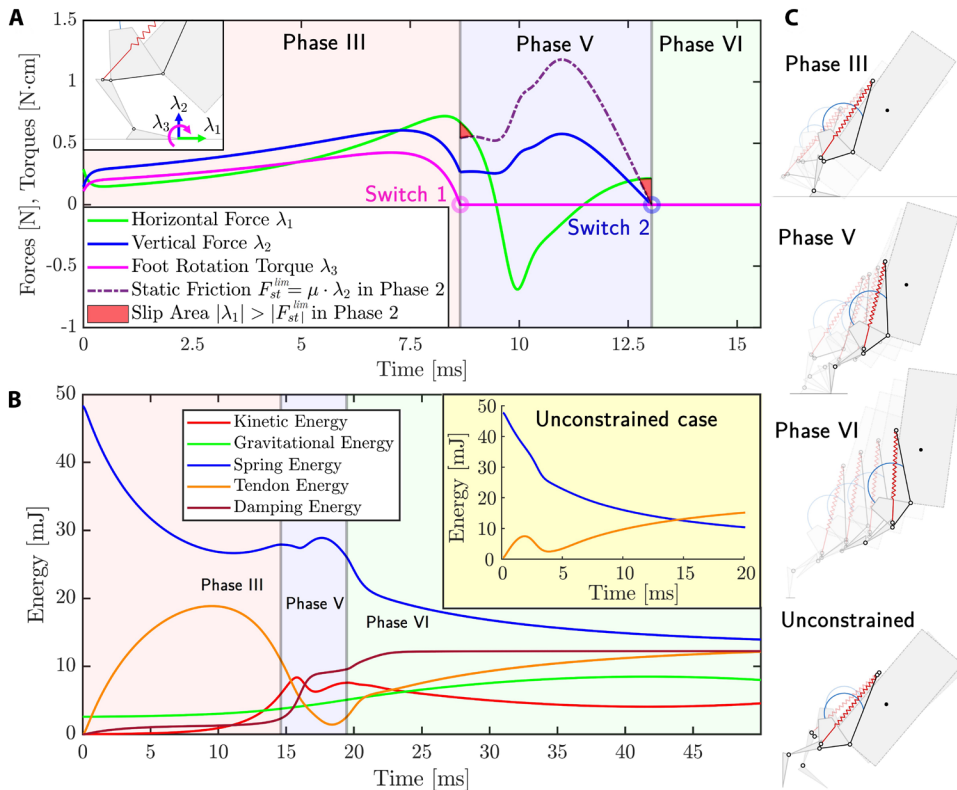 A
Phase III
Phase V
Phase VI
Forces [N], Torques [N·cm]
1.5
1
0.5
0
-0.5
-1
λ2
λ3
λ1
Switch 1
Switch 2
Horizontal Force λ1
Vertical Force λ2
Foot Rotation Torque λ3
Static Friction F_st^lim = μ · λ2 in Phase 2
Slip Area |λ1| > |F_st^lim| in Phase 2
0
2.5
5
7.5
10
12.5
15
Time [ms]
B
Energy [mJ]
50
40
30
20
10
0
Kinetic Energy
Gravitational Energy
Spring Energy
Tendon Energy
Damping Energy
Phase III
Phase V
Phase VI
Unconstrained case
Energy [mJ]
50
40
30
20
10
0
0
5
10
15
20
Time [ms]
0
5
10
15
20
25
30
35
40
45
Time [ms]
C
Phase III
Phase V
Phase VI
Unconstrained